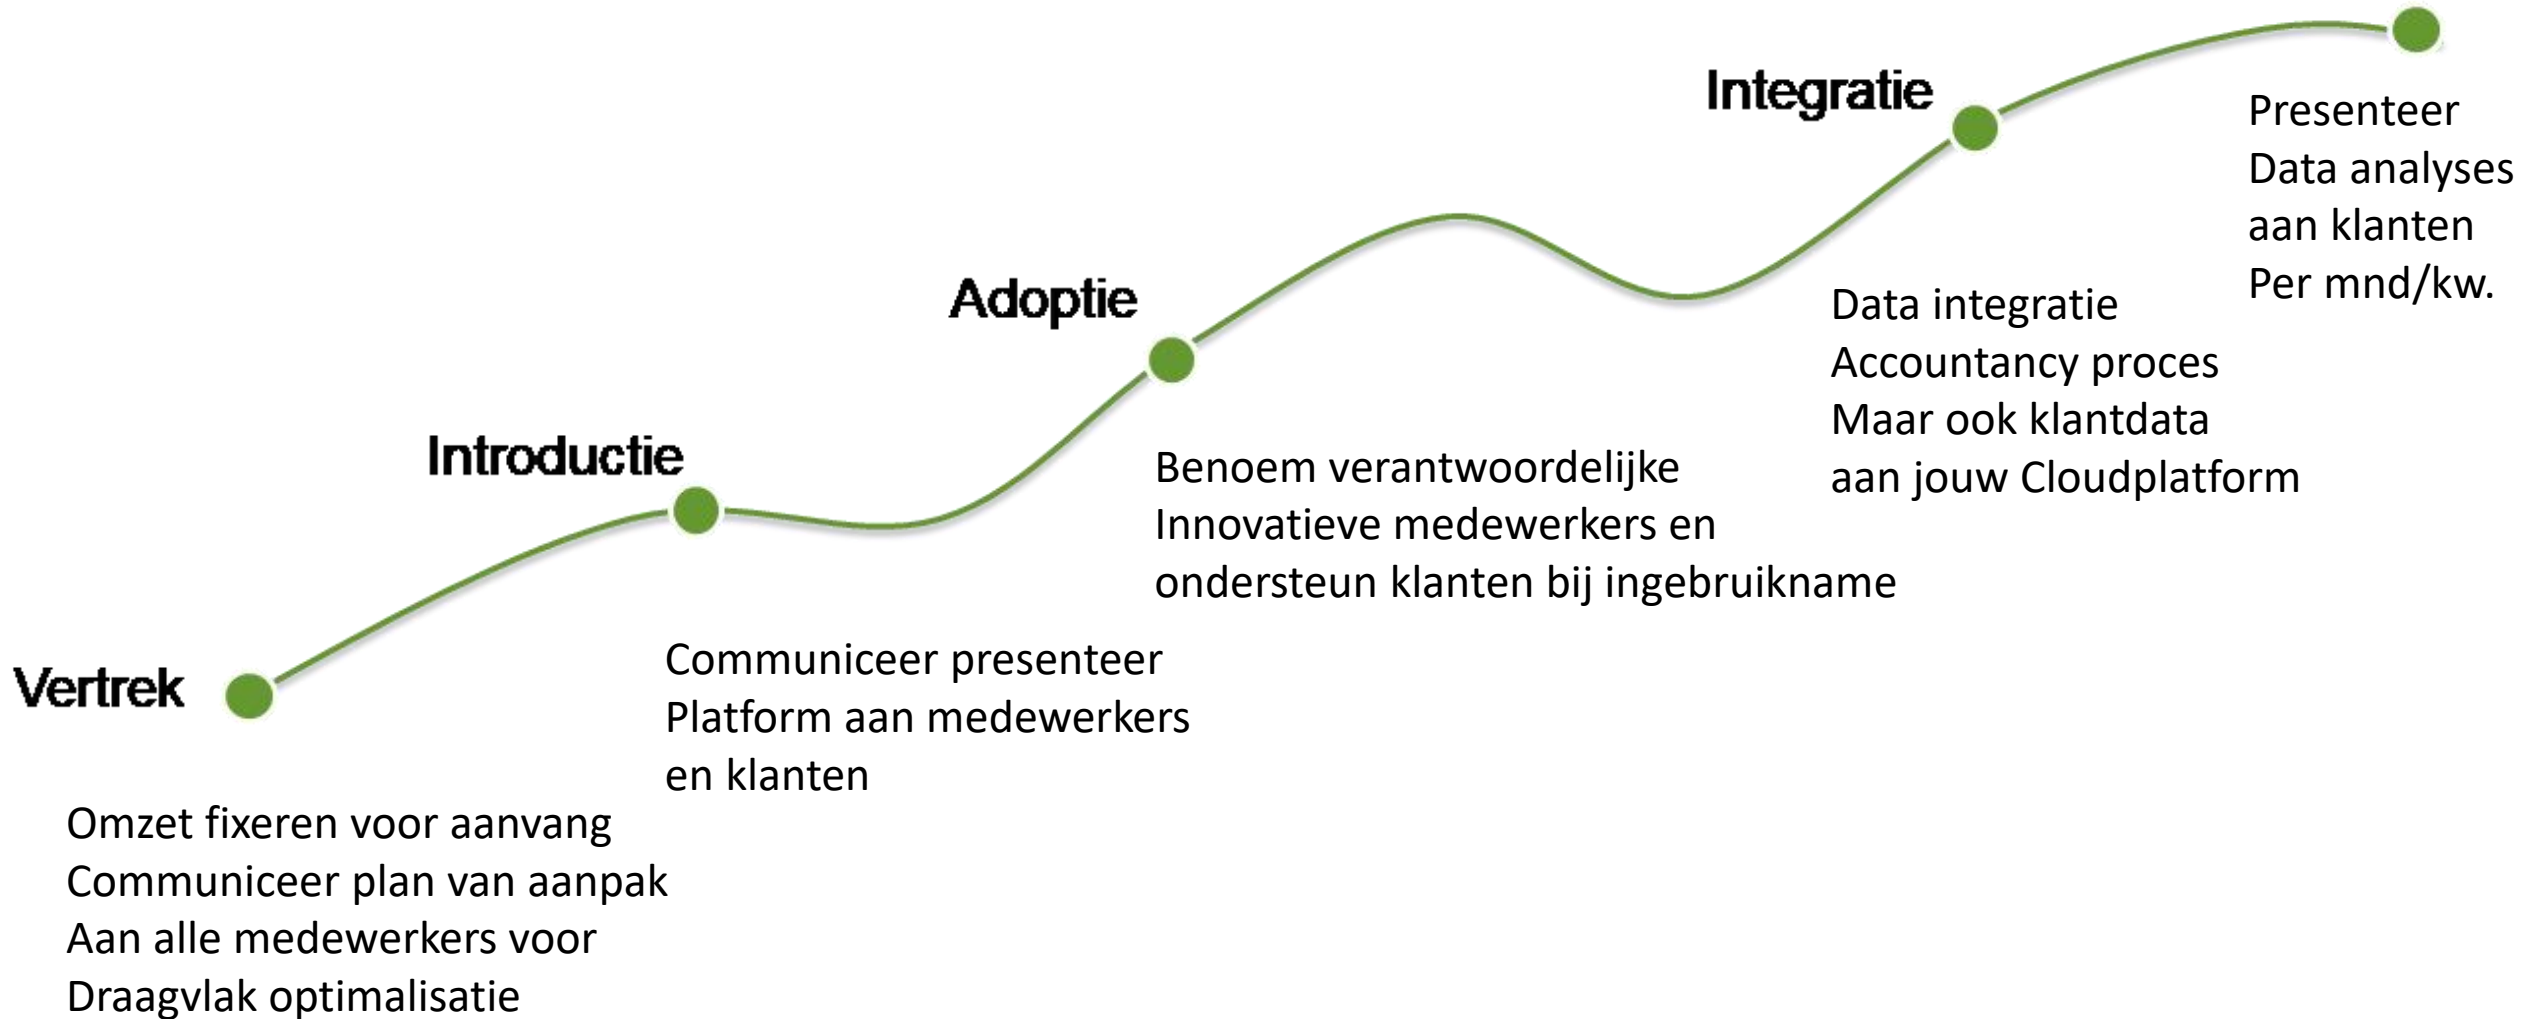 Vertrek
Omzet fixeren voor aanvang
Communiceer plan van aanpak
Aan alle medewerkers voor
Draagvlak optimalisatie
Introductie
Communiceer presenteer
Platform aan medewerkers
en klanten
Adoptie
Benoem verantwoordelijke
Innovatieve medewerkers en
ondersteun klanten bij ingebruikname
Integratie
Data integratie
Accountancy proces
Maar ook klantdata
aan jouw Cloudplatform
Presenteer
Data analyses
aan klanten
Per mnd/kw.